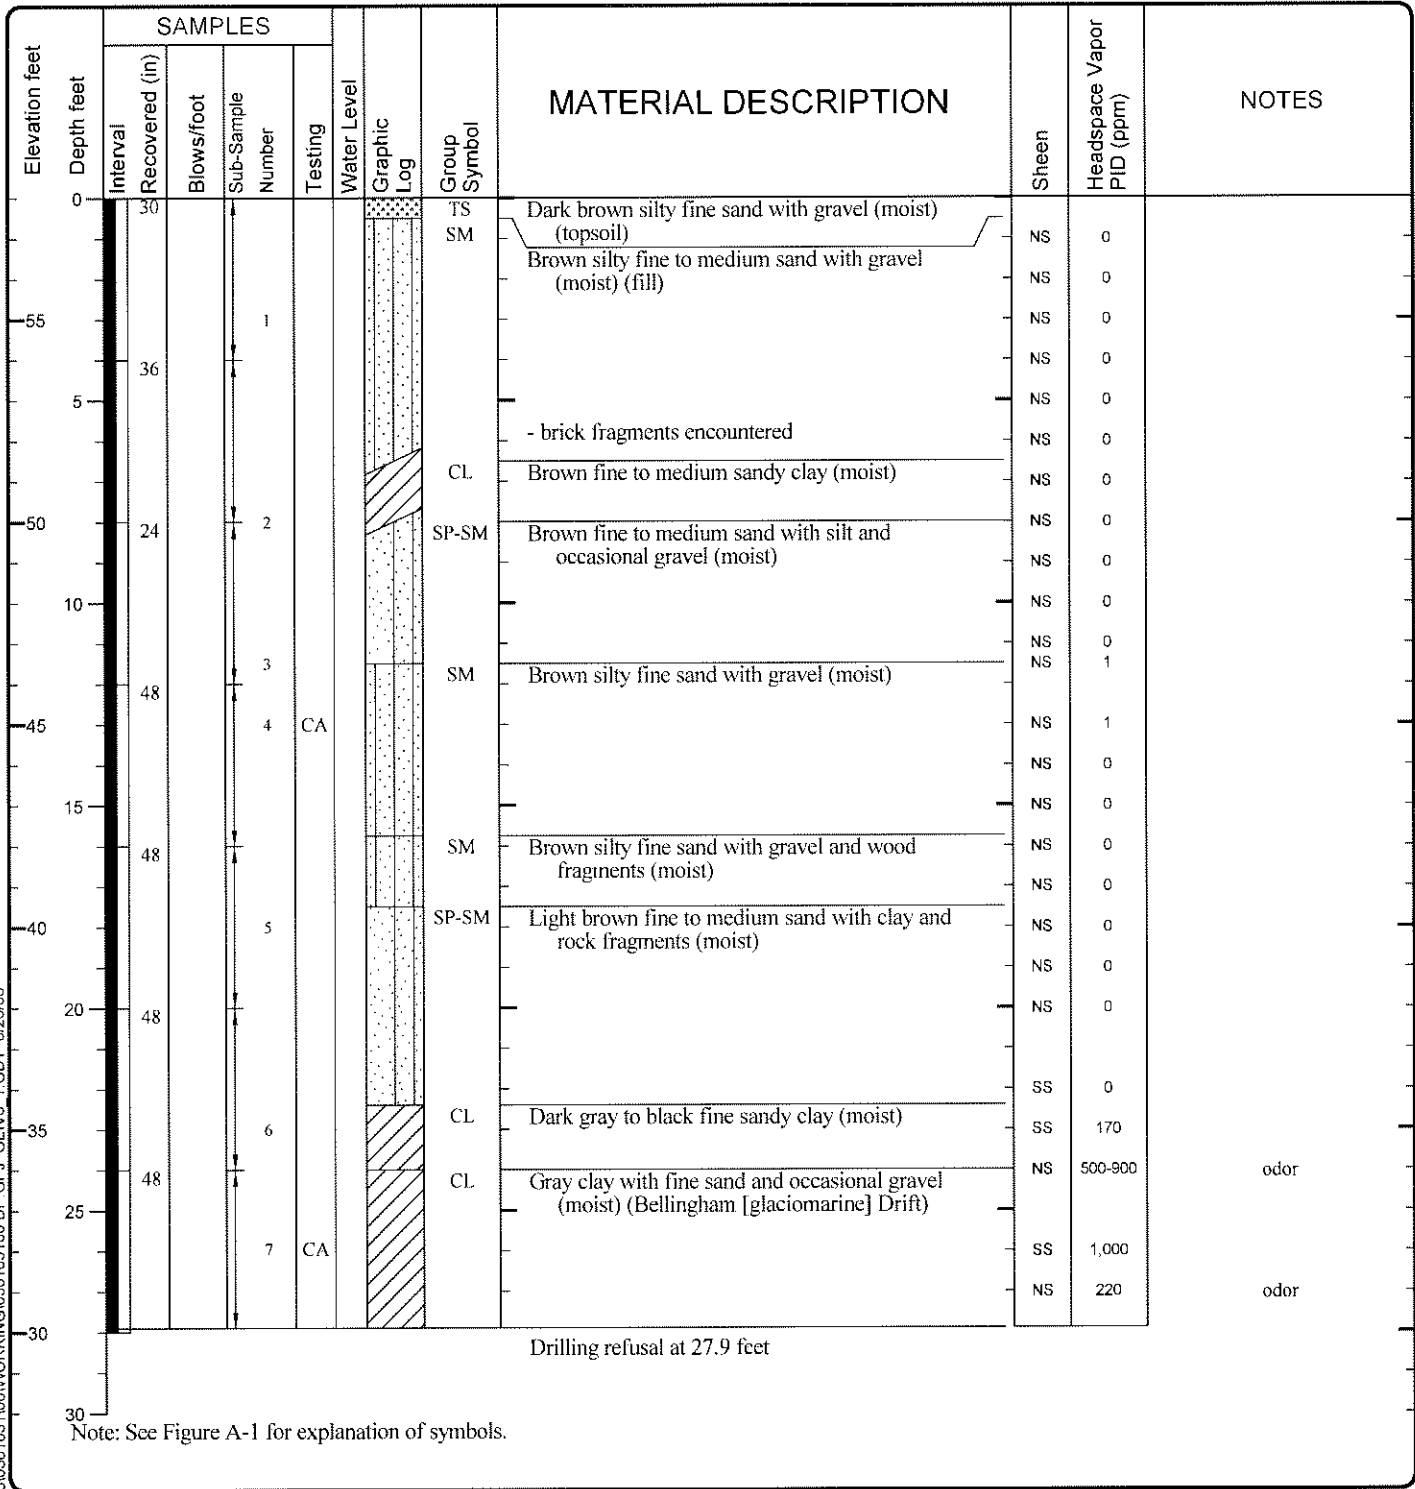 SAMPLES
Elevation feet
Depth feet
Interval
Recovered (in)
Blows/foot
Sub-Sample
Number
Testing
Water Level
Graphic
Log
Group
Symbol
MATERIAL DESCRIPTION
Sheen
Headspace Vapor
PID (ppm)
NOTES
0
30
TS
Dark brown silty fine sand with gravel (moist)
(topsoil)
SM
NS 0
Brown silty fine to medium sand with gravel
(moist) (fill)
NS 0
55
1
NS 0
36
NS 0
5
NS 0
- brick fragments encountered
NS 0
CL
Brown fine to medium sandy clay (moist)
NS 0
50
24
2
NS 0
SP-SM
Brown fine to medium sand with silt and
occasional gravel (moist)
NS 0
10
NS 0
NS 0
3
NS 1
SM
Brown silty fine sand with gravel (moist)
48
45
4
CA
NS 1
NS 0
15
NS 0
48
SM
Brown silty fine sand with gravel and wood
fragments (moist)
NS 0
NS 0
40
5
SP-SM
Light brown fine to medium sand with clay and
rock fragments (moist)
NS 0
NS 0
20
48
NS 0
SS 0
CL
Dark gray to black fine sandy clay (moist)
35
6
SS 170
NS 500-900 odor
48
CL
Gray clay with fine sand and occasional gravel
(moist) (Bellingham [glaciomarine] Drift)
25
7
CA
SS 1,000
NS 220 odor
30
Drilling refusal at 27.9 feet
30
Note: See Figure A-1 for explanation of symbols.